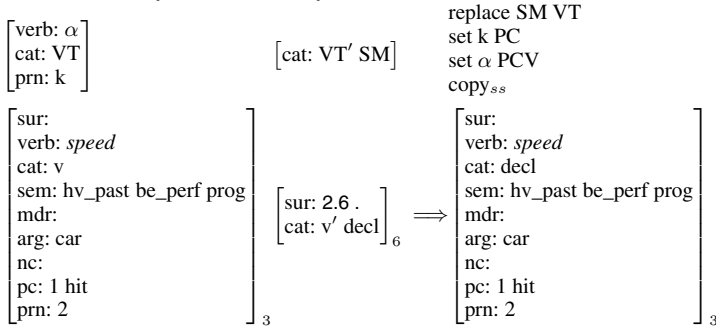 verb: α
cat: VT
prn: k
cat: VT′ SM
replace SM VT
set k PC
set α PCV
copyss
sur:
verb: speed
cat: v
sem: hv_past be_perf prog
mdr:
arg: car
nc:
pc: 1 hit
prn: 2
3
sur: 2.6 .
cat: v′ decl
6
⟹
sur:
verb: speed
cat: decl
sem: hv_past be_perf prog
mdr:
arg: car
nc:
pc: 1 hit
prn: 2
3